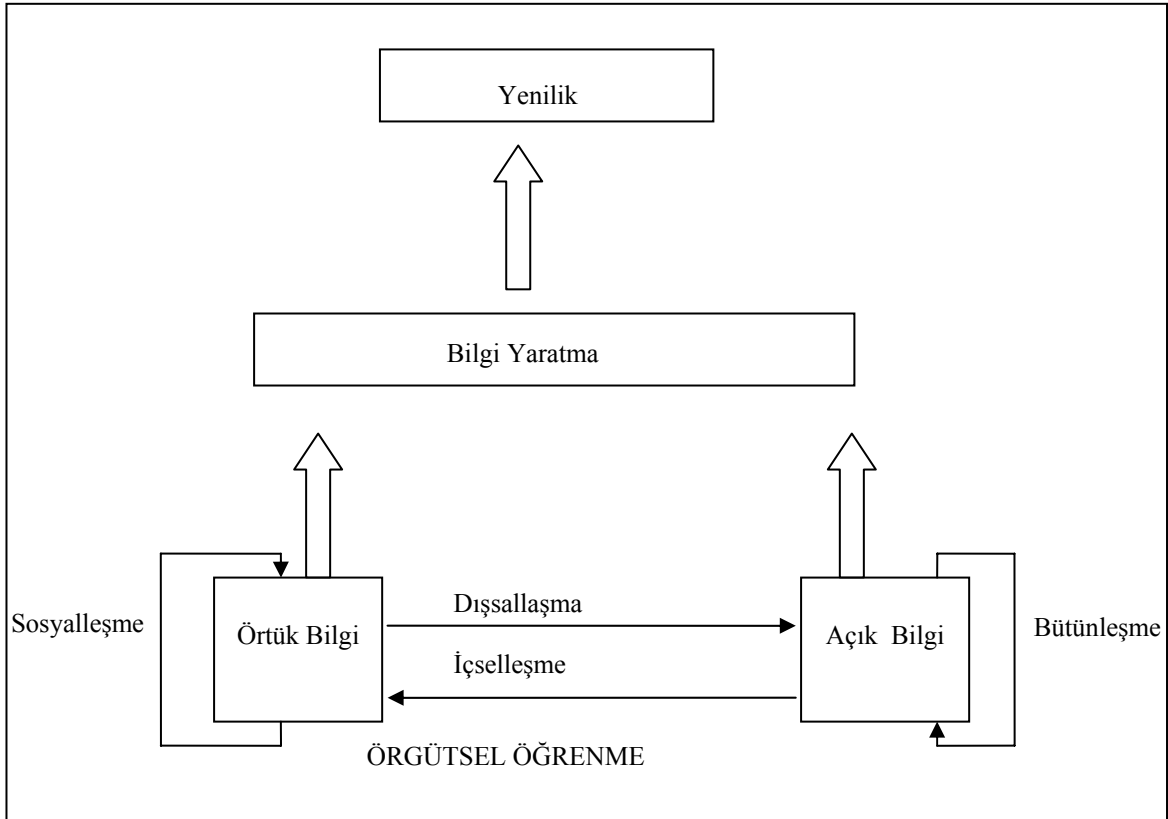 Yenilik
Bilgi Yaratma
Dışsallaşma
Sosyalleşme
Örtük Bilgi
Açık Bilgi
Bütünleşme
İçselleşme
ÖRGÜTSEL ÖĞRENME